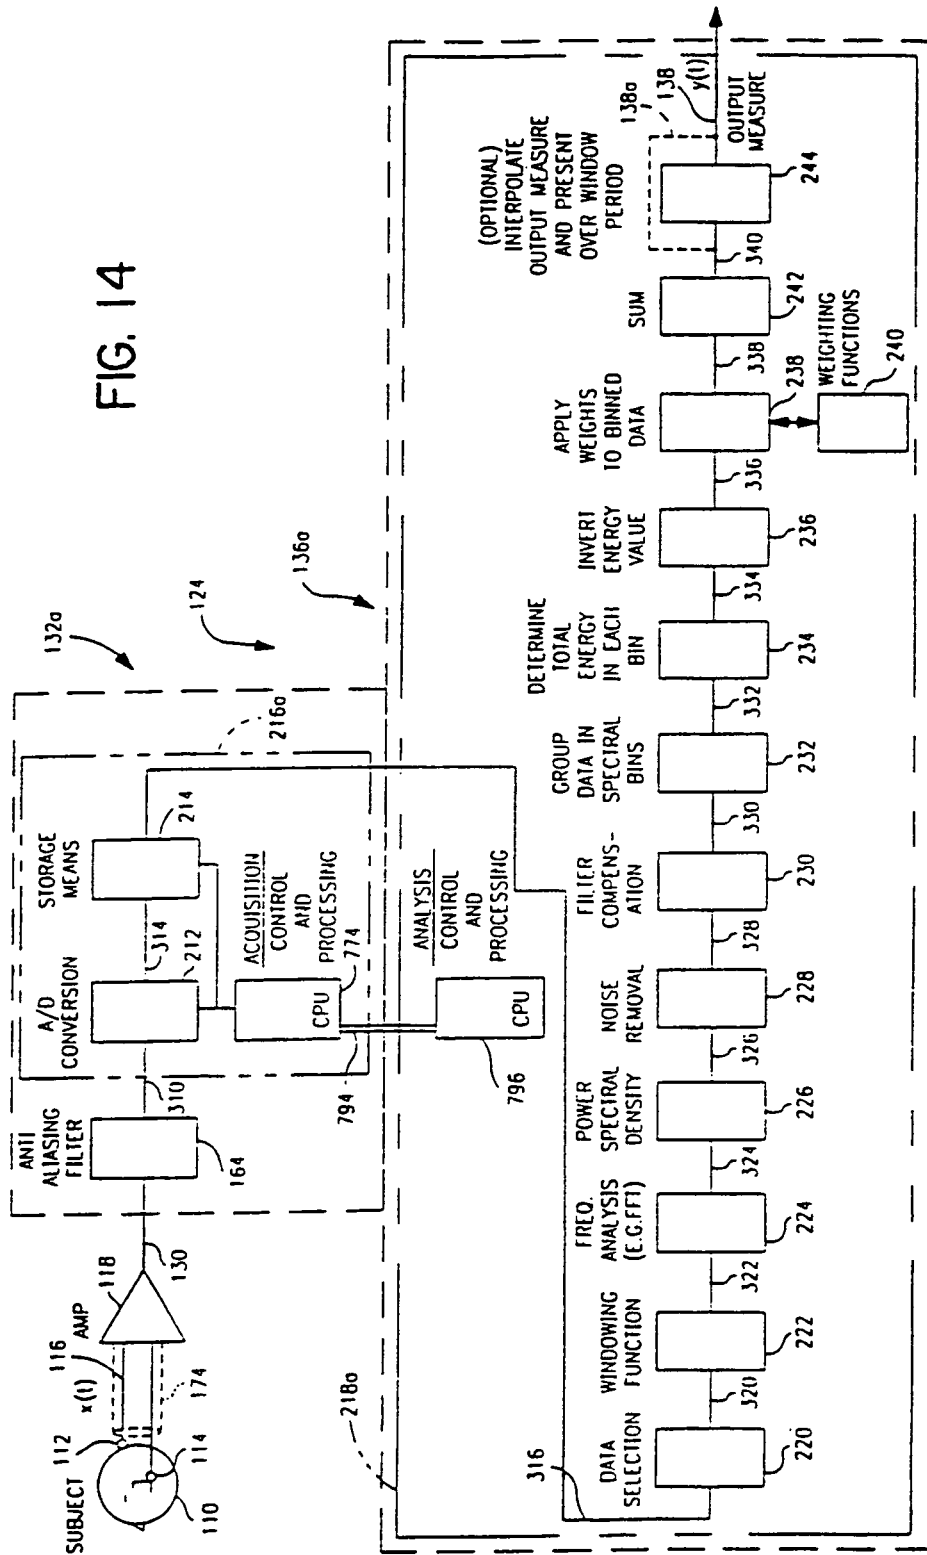 FIG. 14
SUBJECT
112
114
110
x(t)
116
174
AMP
118
130
ANTI
ALIASING
FILTER
164
310
A/D
CONVERSION
314
212
STORAGE
MEANS
214
ACQUISITION
CONTROL
AND
PROCESSING
CPU
774
794
216a
132a
124
136a
ANALYSIS
CONTROL
AND
PROCESSING
CPU
796
218a
316
DATA
SELECTION
220
320
WINDOWING
FUNCTION
222
322
FREQ.
ANALYSIS
(E.G.FFT)
224
324
POWER
SPECTRAL
DENSITY
226
326
NOISE
REMOVAL
228
328
FILTER
COMPENS-
ATION
230
330
GROUP
DATA IN
SPECTRAL
BINS
232
332
DETERMINE
TOTAL
ENERGY
IN EACH
BIN
234
334
INVERT
ENERGY
VALUE
236
336
APPLY
WEIGHTS
TO BINNED
DATA
238
WEIGHTING
FUNCTIONS
240
338
SUM
242
340
(OPTIONAL)
INTERPOLATE
OUTPUT MEASURE
AND PRESENT
OVER WINDOW
PERIOD
244
138a
138
y(t)
OUTPUT
MEASURE